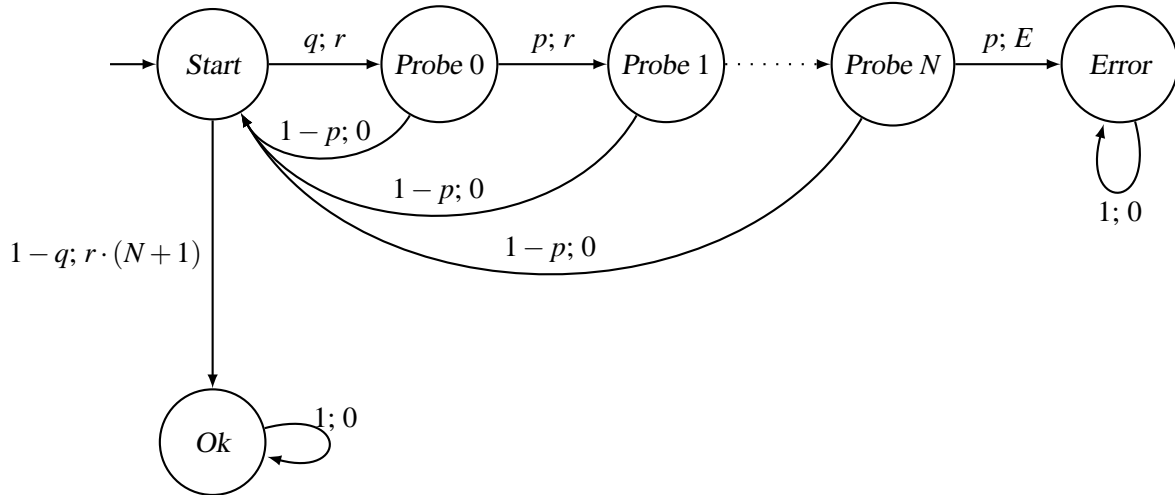 q; r
p; r
p; E
Start
Probe 0
Probe 1
Probe N
Error
1 − p; 0
1 − p; 0
1 − p; 0
1; 0
1 − q; r · (N + 1)
Ok
1; 0